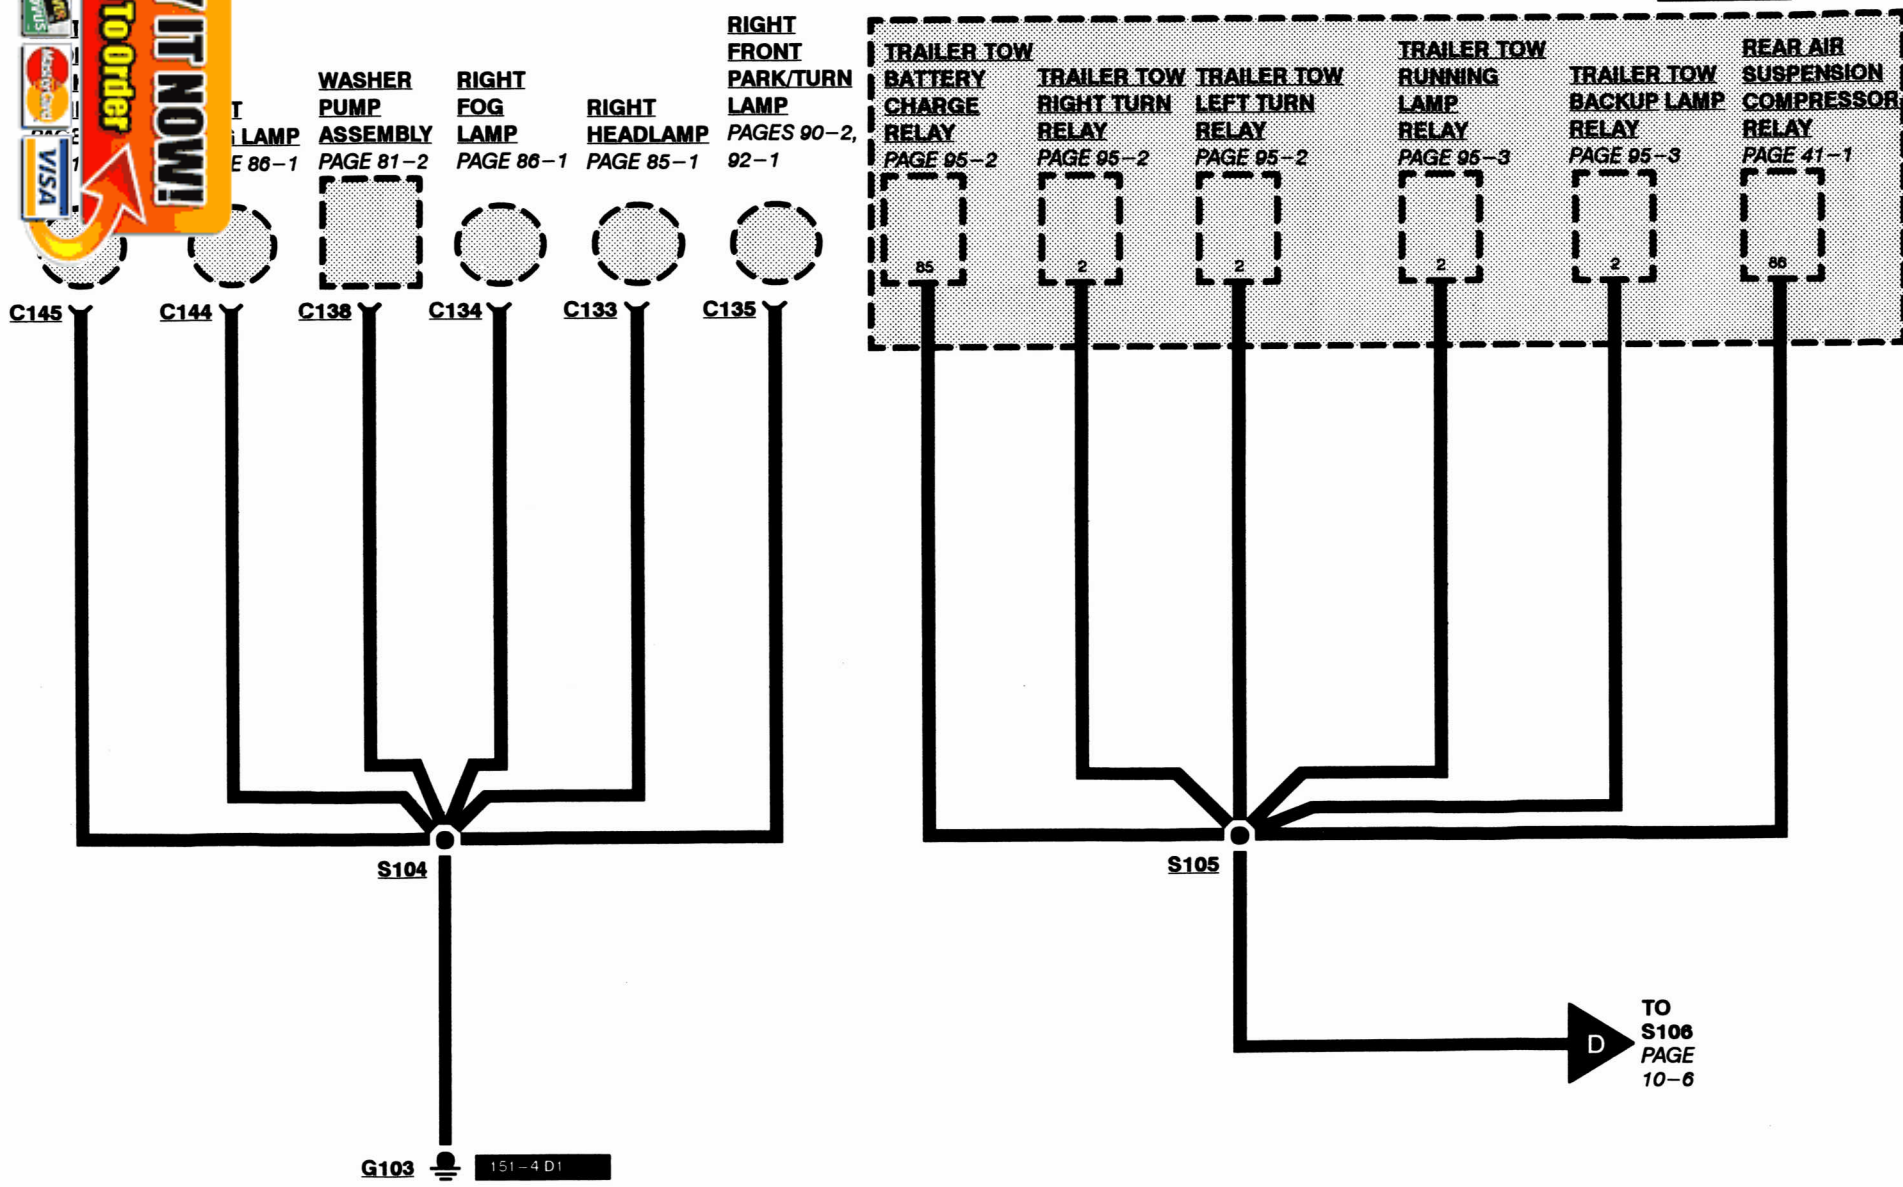 IT NOW!
To Order
MasterCard
VISA
T
LAMP
E 86-1
WASHER
PUMP
ASSEMBLY
PAGE 81-2
RIGHT
FOG
LAMP
PAGE 86-1
RIGHT
HEADLAMP
PAGE 85-1
RIGHT
FRONT
PARK/TURN
LAMP
PAGES 90-2,
92-1
TRAILER TOW
BATTERY
CHARGE
RELAY
PAGE 95-2
TRAILER TOW
RIGHT TURN
RELAY
PAGE 95-2
TRAILER TOW
LEFT TURN
RELAY
PAGE 95-2
TRAILER TOW
RUNNING
LAMP
RELAY
PAGE 95-3
TRAILER TOW
BACKUP LAMP
RELAY
PAGE 95-3
REAR AIR
SUSPENSION
COMPRESSOR
RELAY
PAGE 41-1
85
2
2
2
2
86
C145
C144
C138
C134
C133
C135
S104
S105
TO
S106
PAGE
10-6
D
G103
151-4 D1